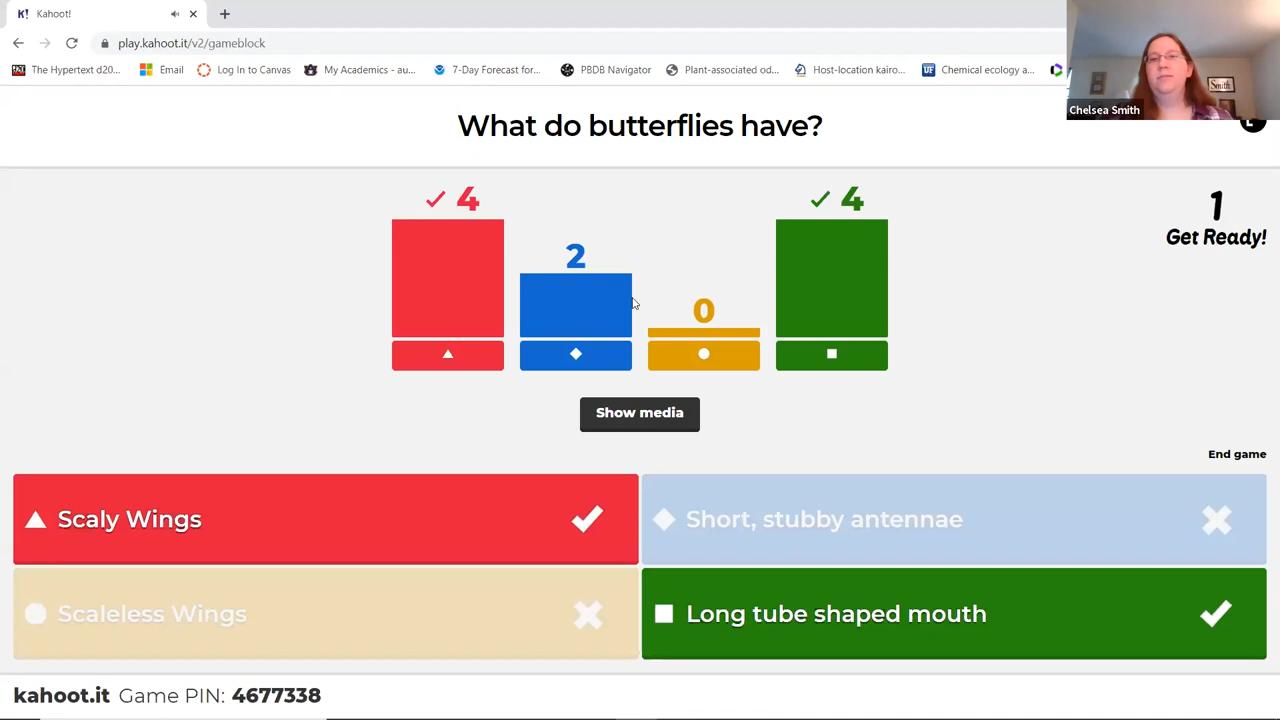 Kahoot!
play.kahoot.it/v2/gameblock
The Hypertext d20...
Email
Log In to Canvas
My Academics - au...
7-Day Forecast for...
PBDB Navigator
Plant-associated od...
Host-location kairo...
Chemical ecology a...
Smith
Chelsea Smith
What do butterflies have?
4
2
0
4
1
Get Ready!
Show media
End game
Scaly Wings
Short, stubby antennae
Scaleless Wings
Long tube shaped mouth
kahoot.it Game PIN: 4677338